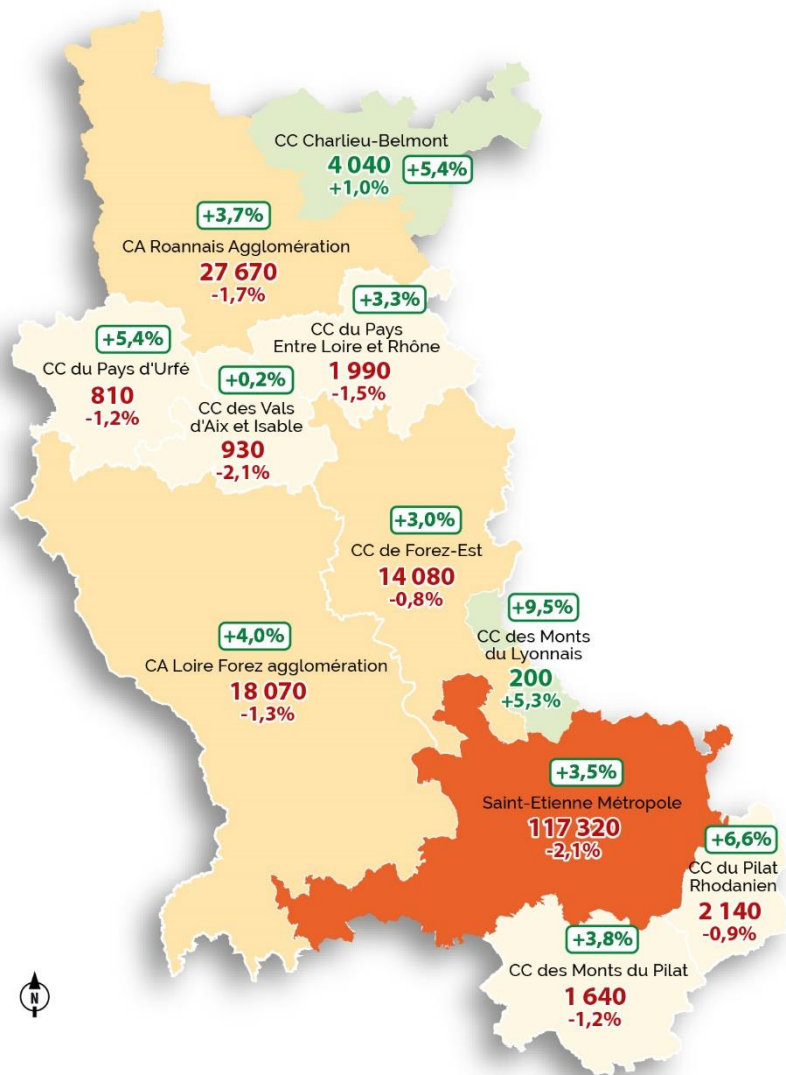 CC Charlieu-Belmont
4 040
+5,4%
+1,0%
+3,7%
CA Roannais Agglomération
27 670
-1,7%
+3,3%
CC du Pays
Entre Loire et Rhône
1 990
-1,5%
+5,4%
CC du Pays d'Urfé
810
-1,2%
+0,2%
CC des Vals
d'Aix et Isable
930
-2,1%
+3,0%
CC de Forez-Est
14 080
-0,8%
+9,5%
CC des Monts
du Lyonnais
200
+5,3%
+4,0%
CA Loire Forez agglomération
18 070
-1,3%
+3,5%
Saint-Etienne Métropole
117 320
-2,1%
+6,6%
CC du Pilat
Rhodanien
2 140
-0,9%
+3,8%
CC des Monts du Pilat
1 640
-1,2%
N